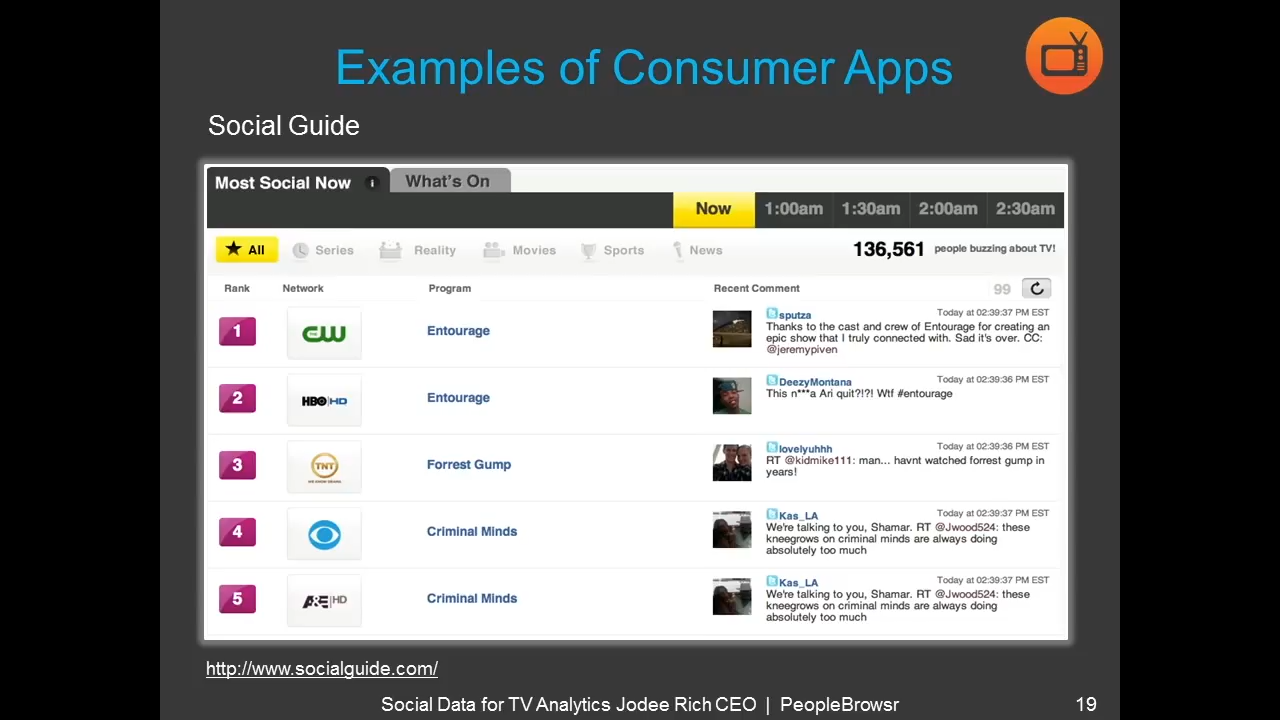 Examples of Consumer Apps
Social Guide
Most Social Now i What's On
Now 1:00am 1:30am 2:00am 2:30am
All Series Reality Movies Sports News 136,561 people buzzing about TV!
Rank Network Program Recent Comment 99
1 THE CW Entourage
sputza Today at 02:39:37 PM EST
Thanks to the cast and crew of Entourage for creating an
epic show that I truly connected with. Sad it's over. CC:
@jeremypiven
2 HBO HD Entourage
DeezyMontana Today at 02:39:36 PM EST
This n***a Ari quit?!?! Wtf #entourage
3 TNT WE KNOW DRAMA Forrest Gump
lovelyuhhh Today at 02:39:36 PM EST
RT @kidmike111: man... havnt watched forrest gump in
years!
4 Criminal Minds
Kas_LA Today at 02:39:37 PM EST
We're talking to you, Shamar. RT @Jwood524: these
kneegrows on criminal minds are always doing
absolutely too much
5 A&E HD Criminal Minds
Kas_LA Today at 02:39:37 PM EST
We're talking to you, Shamar. RT @Jwood524: these
kneegrows on criminal minds are always doing
absolutely too much
http://www.socialguide.com/
Social Data for TV Analytics Jodee Rich CEO | PeopleBrowsr 19